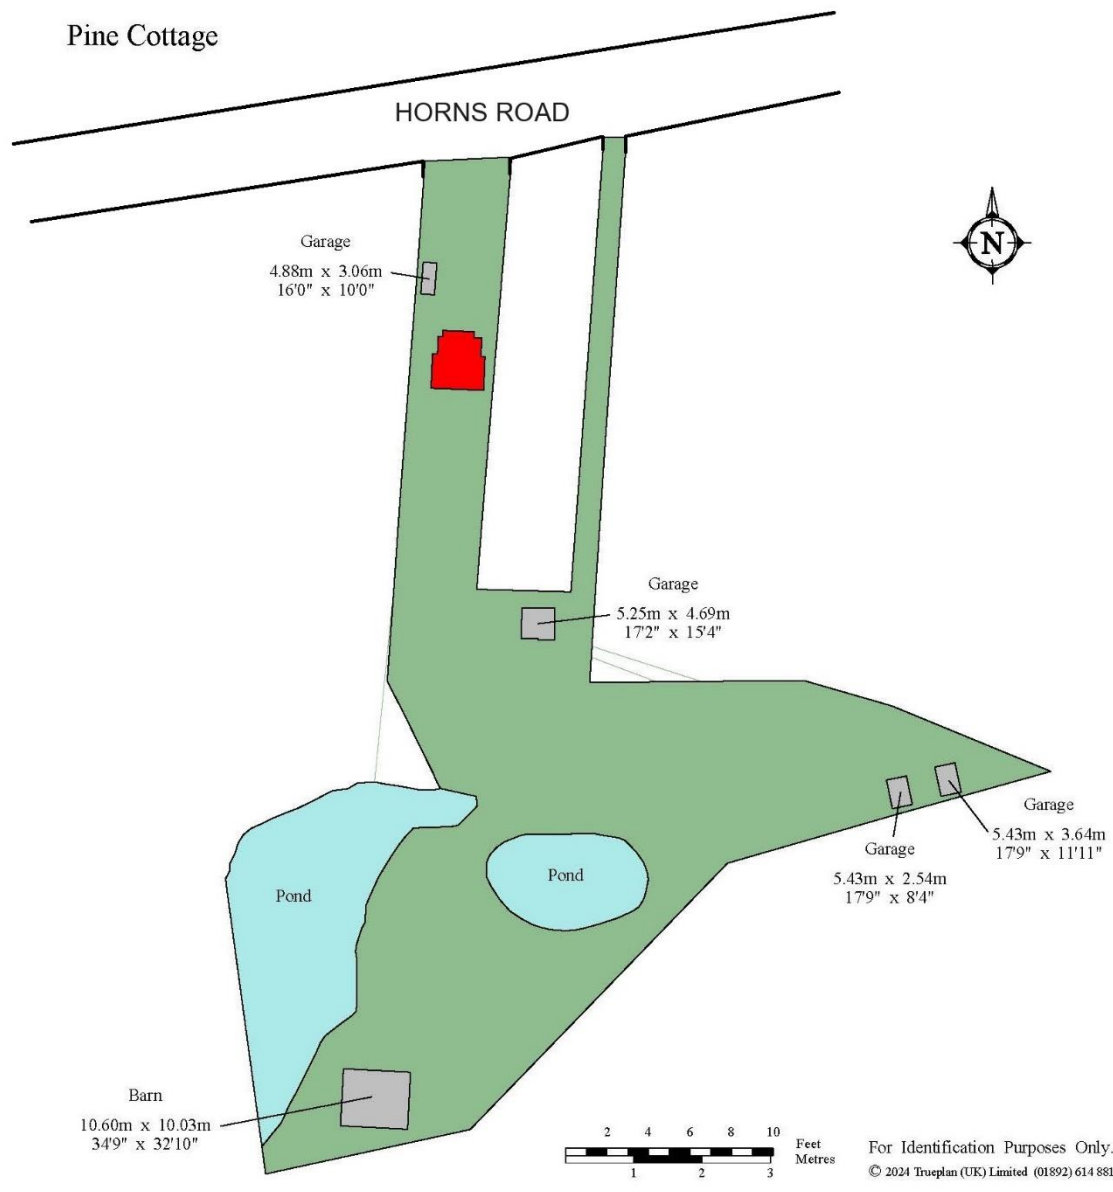 Pine Cottage
HORNS ROAD
N
Garage
4.88m x 3.06m
16'0" x 10'0"
Garage
5.25m x 4.69m
17'2" x 15'4"
Garage
5.43m x 3.64m
17'9" x 11'11"
Garage
5.43m x 2.54m
17'9" x 8'4"
Pond
Pond
Barn
10.60m x 10.03m
34'9" x 32'10"
2 4 6 8 10
Feet
Metres
1 2 3
For Identification Purposes Only.
© 2024 Trueplan (UK) Limited (01892) 614 881